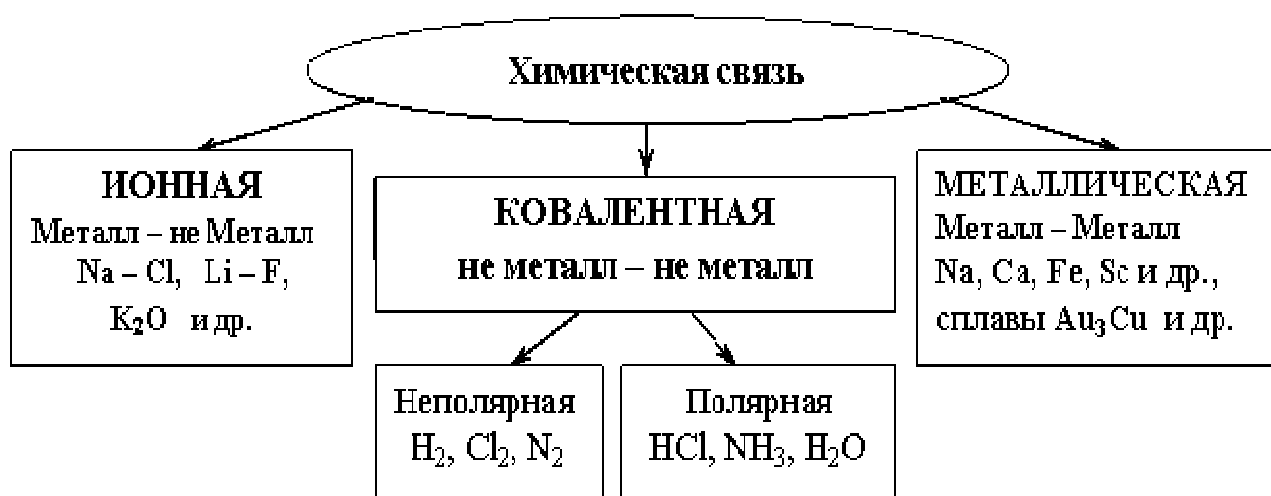 Химическая связь
ИОННАЯ
Металл – не Металл
Na – Cl, Li – F,
K₂O и др.
КОВАЛЕНТНАЯ
не металл – не металл
МЕТАЛЛИЧЕСКАЯ
Металл – Металл
Na, Ca, Fe, Sc и др.,
сплавы Au₃Cu и др.
Неполярная
H₂, Cl₂, N₂
Полярная
HCl, NH₃, H₂O